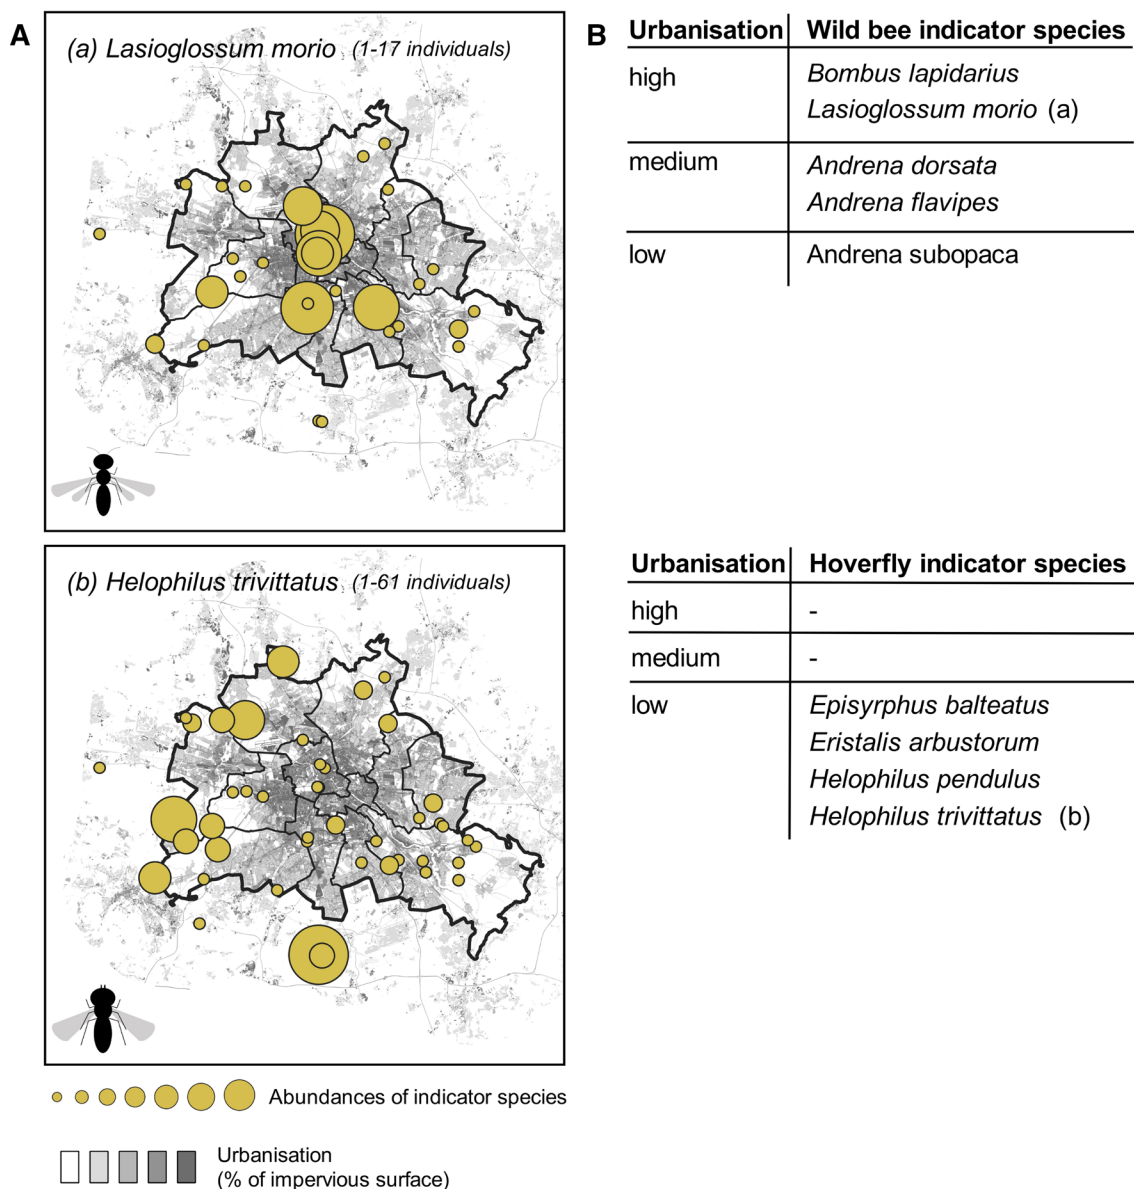 A
(a) Lasioglossum morio (1-17 individuals)
B
Urbanisation Wild bee indicator species
high Bombus lapidarius
Lasioglossum morio (a)
medium Andrena dorsata
Andrena flavipes
low Andrena subopaca
(b) Helophilus trivittatus (1-61 individuals)
Urbanisation Hoverfly indicator species
high -
medium -
low Episyrphus balteatus
Eristalis arbustorum
Helophilus pendulus
Helophilus trivittatus (b)
Abundances of indicator species
Urbanisation
(% of impervious surface)